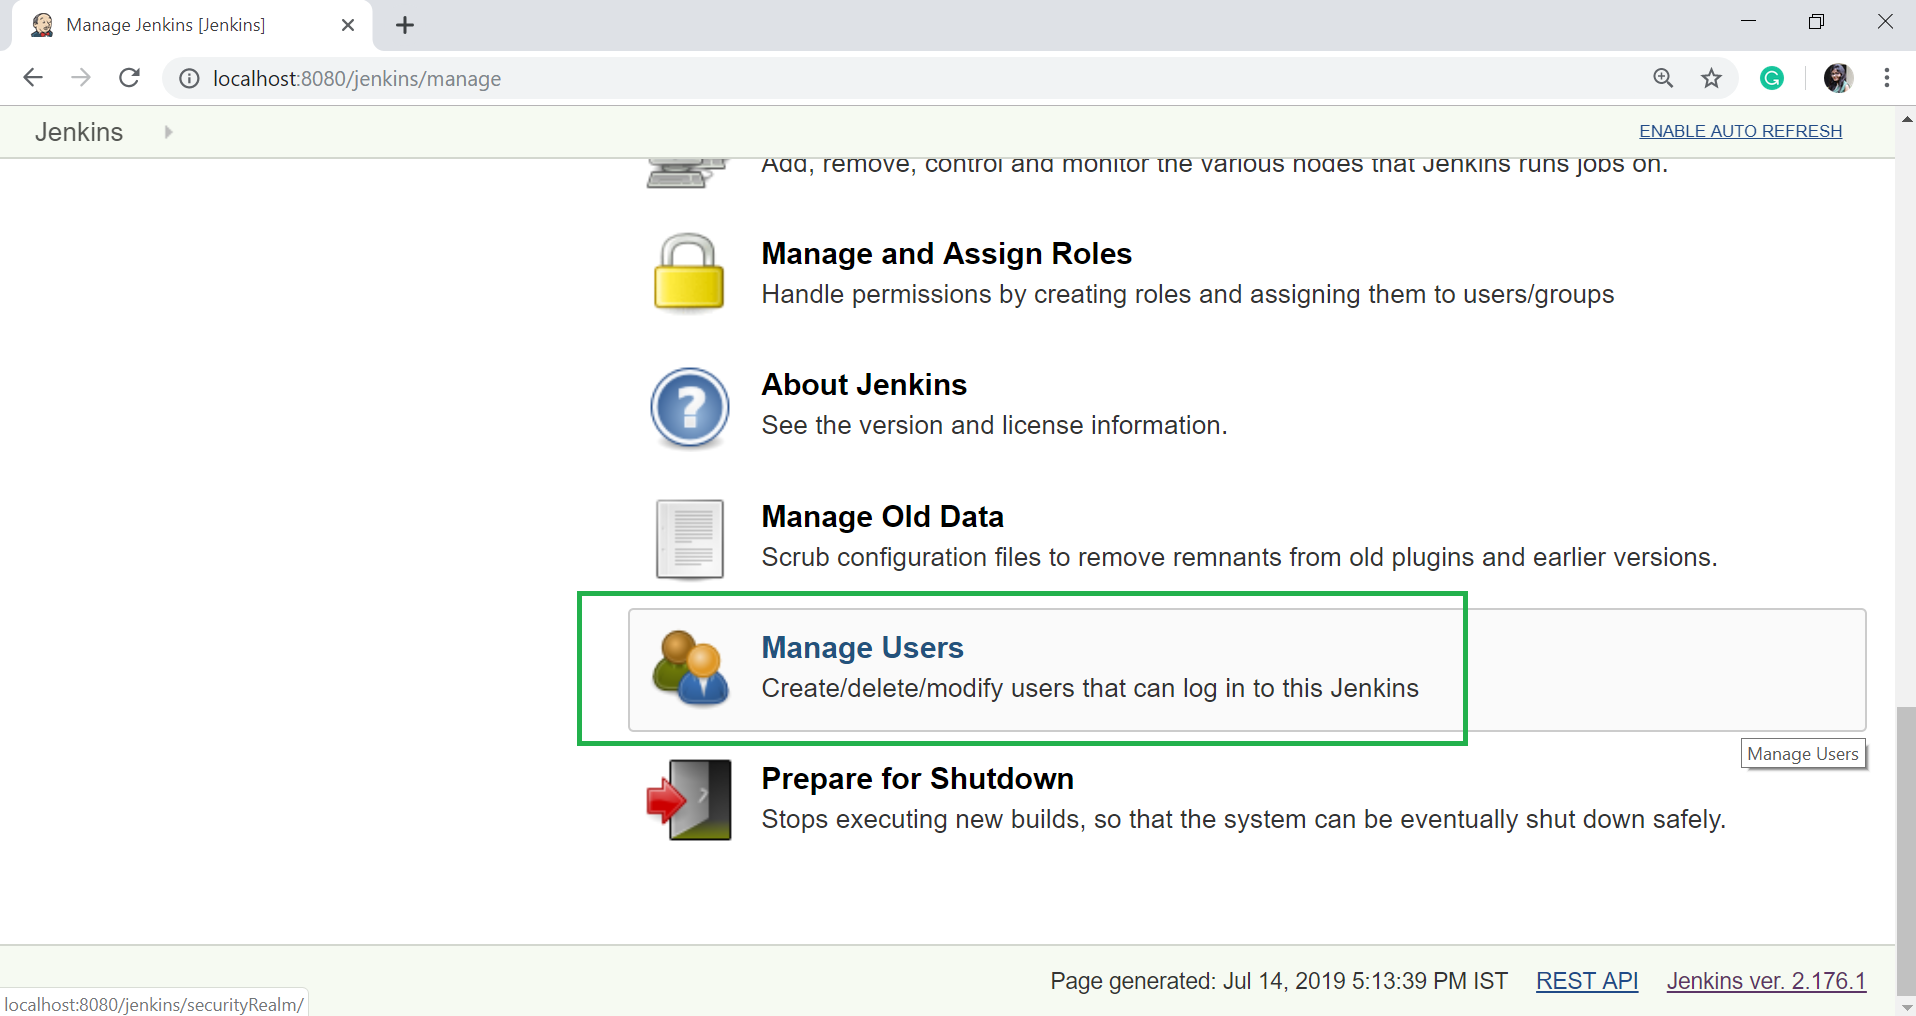 Manage Jenkins [Jenkins]
localhost:8080/jenkins/manage
Jenkins
ENABLE AUTO REFRESH
Add, remove, control and monitor the various nodes that Jenkins runs jobs on.
Manage and Assign Roles
Handle permissions by creating roles and assigning them to users/groups
About Jenkins
See the version and license information.
Manage Old Data
Scrub configuration files to remove remnants from old plugins and earlier versions.
Manage Users
Create/delete/modify users that can log in to this Jenkins
Manage Users
Prepare for Shutdown
Stops executing new builds, so that the system can be eventually shut down safely.
Page generated: Jul 14, 2019 5:13:39 PM IST REST API Jenkins ver. 2.176.1
localhost:8080/jenkins/securityRealm/